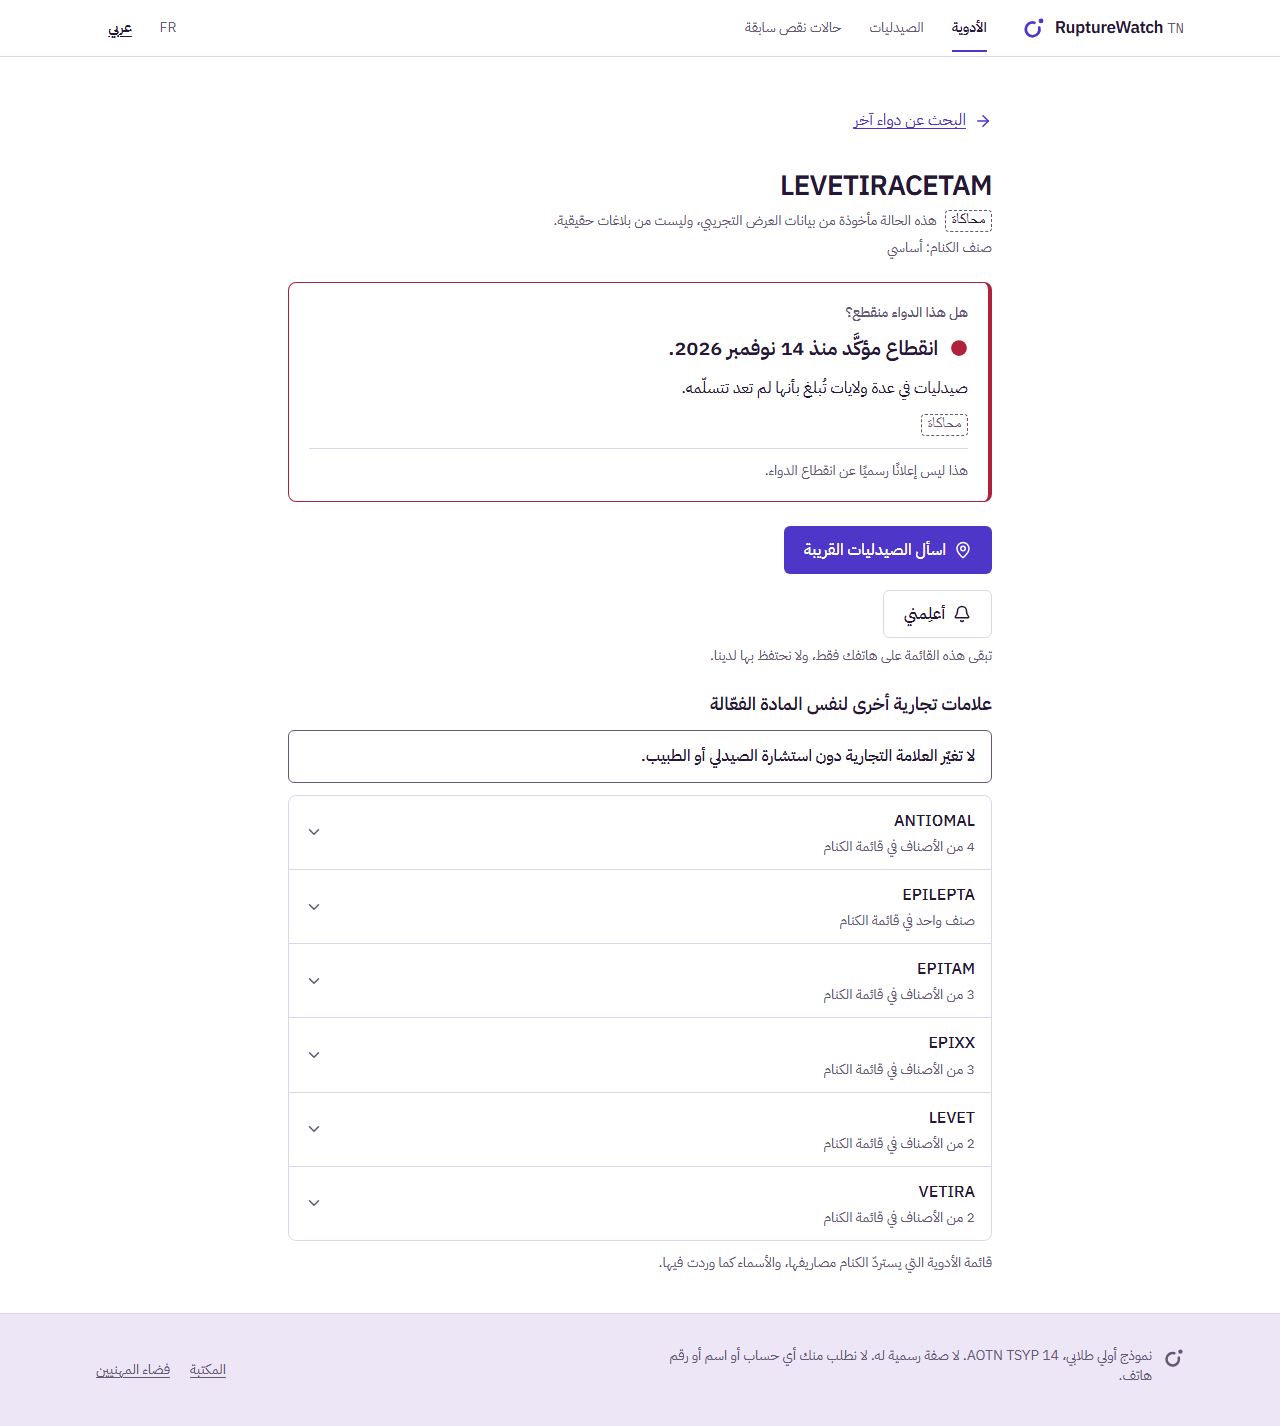 RuptureWatch TN
الأدوية
الصيدليات
حالات نقص سابقة
FR
عربي
البحث عن دواء آخر
LEVETIRACETAM
محاكاة هذه الحالة مأخوذة من بيانات العرض التجريبي، وليست من بلاغات حقيقية.
صنف الكنام: أساسي
هل هذا الدواء منقطع؟
انقطاع مؤكَّد منذ 14 نوفمبر 2026.
صيدليات في عدة ولايات تُبلغ بأنها لم تعد تتسلّمه.
محاكاة
هذا ليس إعلانًا رسميًا عن انقطاع الدواء.
اسأل الصيدليات القريبة
أعلِمني
تبقى هذه القائمة على هاتفك فقط، ولا نحتفظ بها لدينا.
علامات تجارية أخرى لنفس المادة الفعّالة
لا تغيّر العلامة التجارية دون استشارة الصيدلي أو الطبيب.
ANTIOMAL
4 من الأصناف في قائمة الكنام
EPILEPTA
صنف واحد في قائمة الكنام
EPITAM
3 من الأصناف في قائمة الكنام
EPIXX
3 من الأصناف في قائمة الكنام
LEVET
2 من الأصناف في قائمة الكنام
VETIRA
2 من الأصناف في قائمة الكنام
قائمة الأدوية التي يستردّ الكنام مصاريفها، والأسماء كما وردت فيها.
نموذج أولي طلابي، AOTN TSYP 14. لا صفة رسمية له. لا نطلب منك أي حساب أو اسم أو رقم
هاتف.
المكتبة
فضاء المهنيين